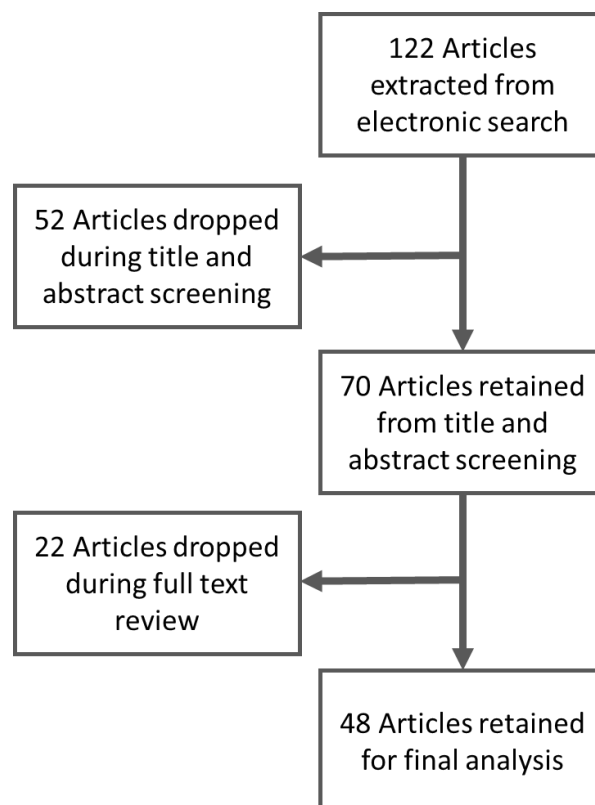 122 Articles
extracted from
electronic search
52 Articles dropped
during title and
abstract screening
70 Articles retained
from title and
abstract screening
22 Articles dropped
during full text
review
48 Articles retained
for final analysis